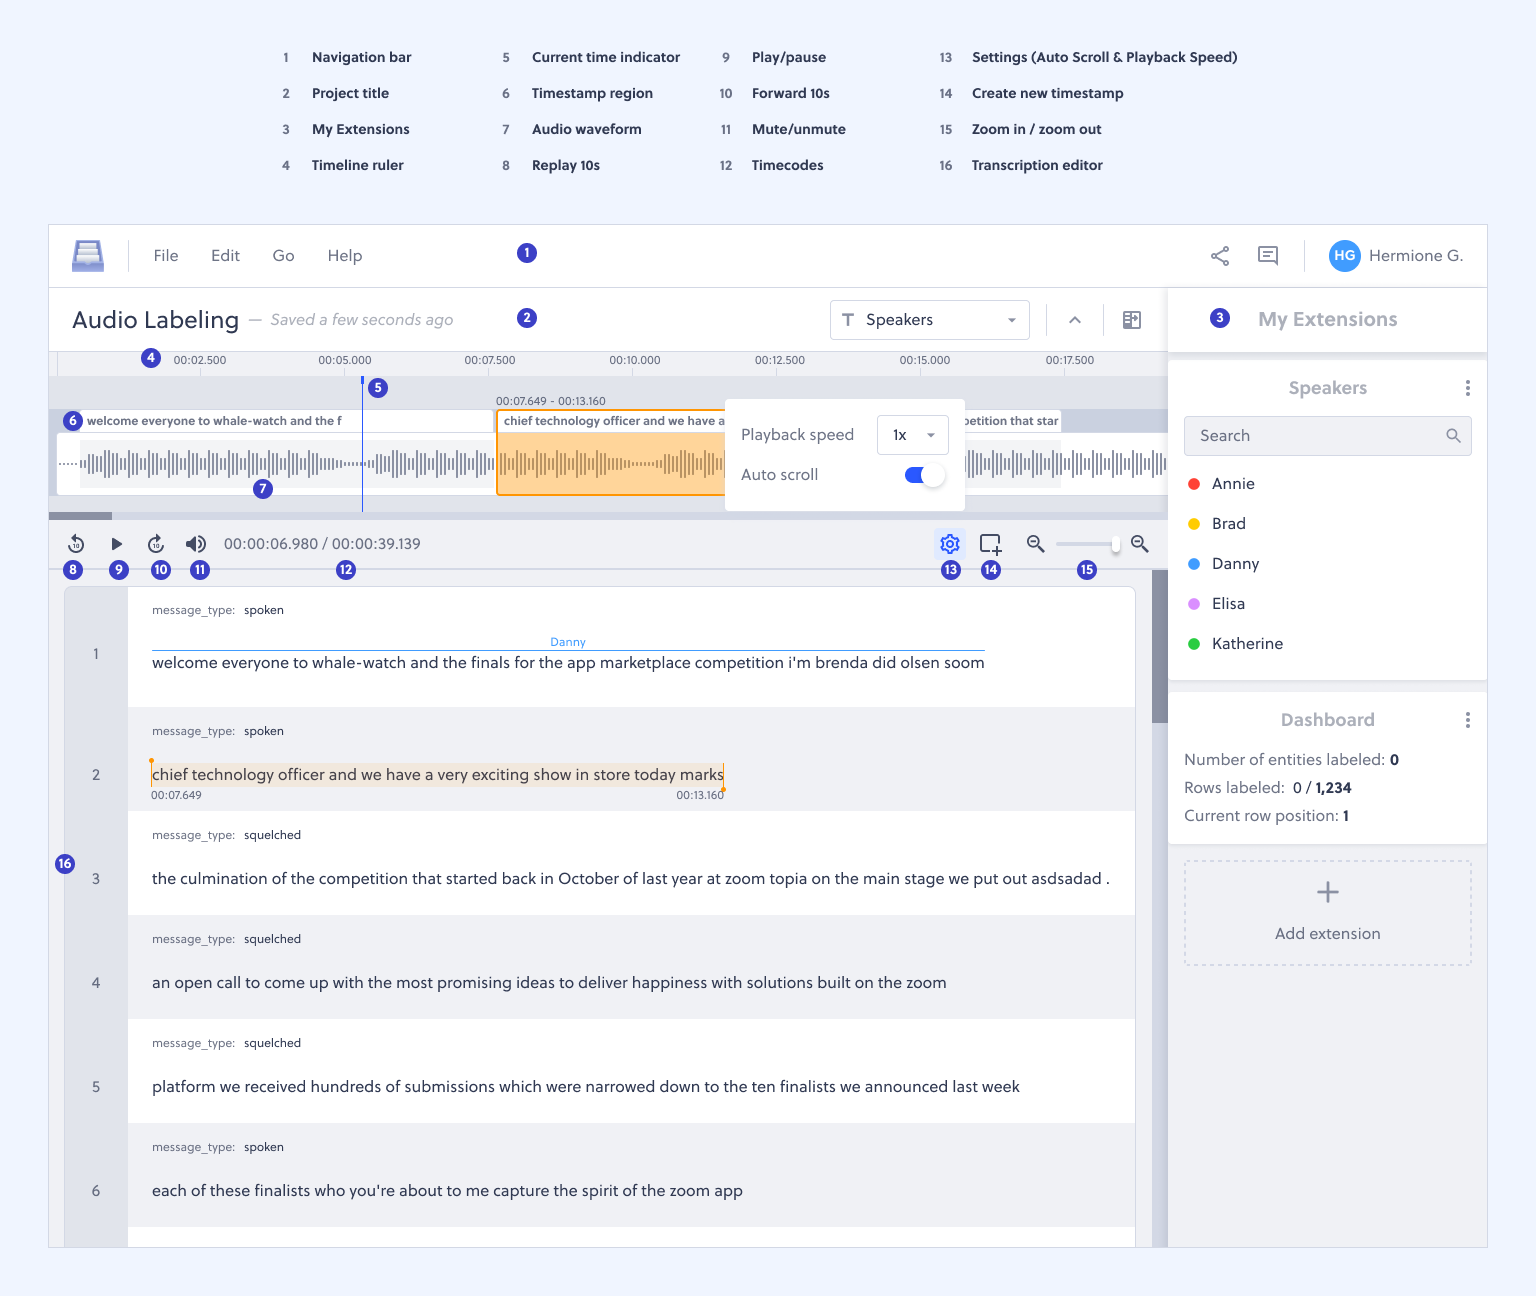 1 Navigation bar
2 Project title
3 My Extensions
4 Timeline ruler
5 Current time indicator
6 Timestamp region
7 Audio waveform
8 Replay 10s
9 Play/pause
10 Forward 10s
11 Mute/unmute
12 Timecodes
13 Settings (Auto Scroll & Playback Speed)
14 Create new timestamp
15 Zoom in / zoom out
16 Transcription editor
File Edit Go Help 1 HG Hermione G.
Audio Labeling — Saved a few seconds ago 2 T Speakers
4 00:02.500 00:05.000 00:07.500 00:10.000 00:12.500 00:15.000 00:17.500
5
00:07.649 - 00:13.160
6 welcome everyone to whale-watch and the f
chief technology officer and we have a
petition that star
7
Playback speed 1x
Auto scroll
10 10 00:00:06.980 / 00:00:39.139
8 9 10 11 12 13 14 15
16
message_type: spoken
Danny
1 welcome everyone to whale-watch and the finals for the app marketplace competition i'm brenda did olsen soom
message_type: spoken
2 chief technology officer and we have a very exciting show in store today marks
00:07.649 00:13.160
message_type: squelched
3 the culmination of the competition that started back in October of last year at zoom topia on the main stage we put out asdsadad .
message_type: squelched
4 an open call to come up with the most promising ideas to deliver happiness with solutions built on the zoom
message_type: squelched
5 platform we received hundreds of submissions which were narrowed down to the ten finalists we announced last week
message_type: spoken
6 each of these finalists who you're about to me capture the spirit of the zoom app
3 My Extensions
Speakers
Search
Annie
Brad
Danny
Elisa
Katherine
Dashboard
Number of entities labeled: 0
Rows labeled: 0 / 1,234
Current row position: 1
Add extension